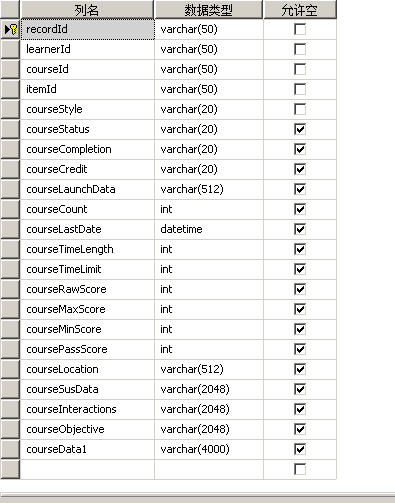 列名 数据类型 允许空
recordId varchar(50)
learnerId varchar(50)
courseId varchar(50)
itemId varchar(50)
courseStyle varchar(20)
courseStatus varchar(20)
courseCompletion varchar(20)
courseCredit varchar(20)
courseLaunchData varchar(512)
courseCount int
courseLastDate datetime
courseTimeLength int
courseTimeLimit int
courseRawScore int
courseMaxScore int
courseMinScore int
coursePassScore int
courseLocation varchar(512)
courseSusData varchar(2048)
courseInteractions varchar(2048)
courseObjective varchar(2048)
courseData1 varchar(4000)